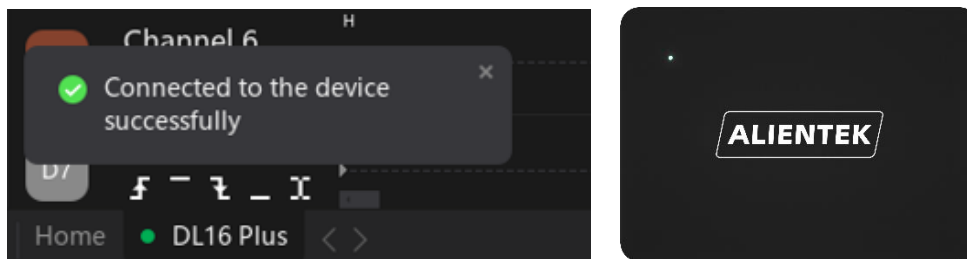 H
Channel 6
Connected to the device
successfully
D7
Home
DL16 Plus
ALIENTEK